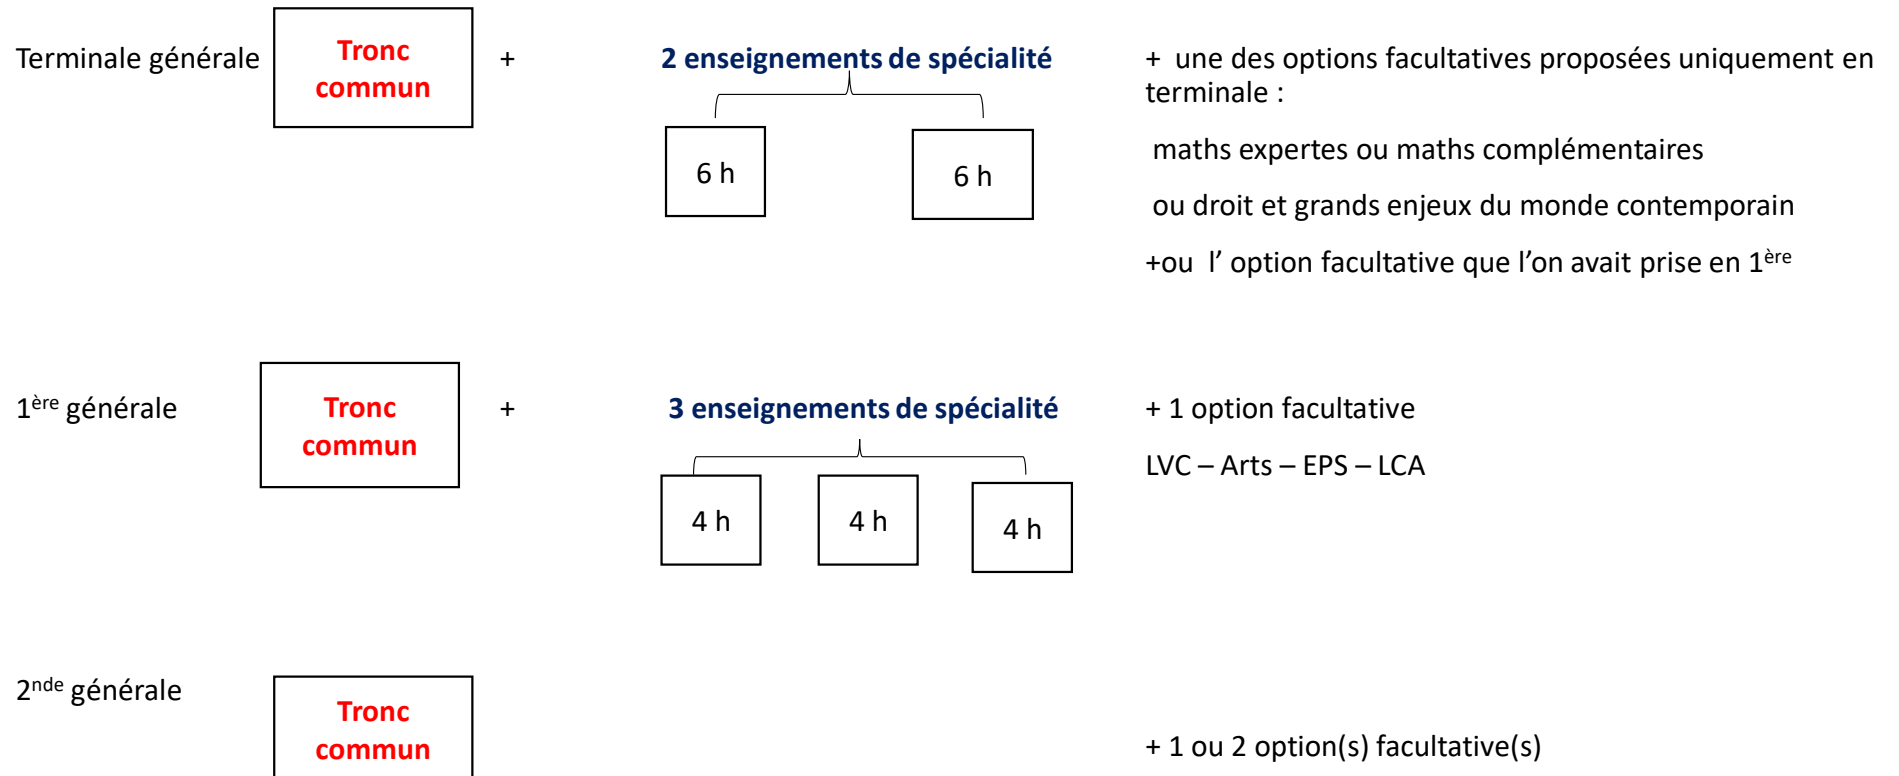 Terminale générale
Tronc
commun
+
2 enseignements de spécialité
6 h
6 h
+ une des options facultatives proposées uniquement en
terminale :
maths expertes ou maths complémentaires
ou droit et grands enjeux du monde contemporain
+ou l’ option facultative que l’on avait prise en 1ère
1ère générale
Tronc
commun
+
3 enseignements de spécialité
4 h
4 h
4 h
+ 1 option facultative
LVC – Arts – EPS – LCA
2nde générale
Tronc
commun
+ 1 ou 2 option(s) facultative(s)